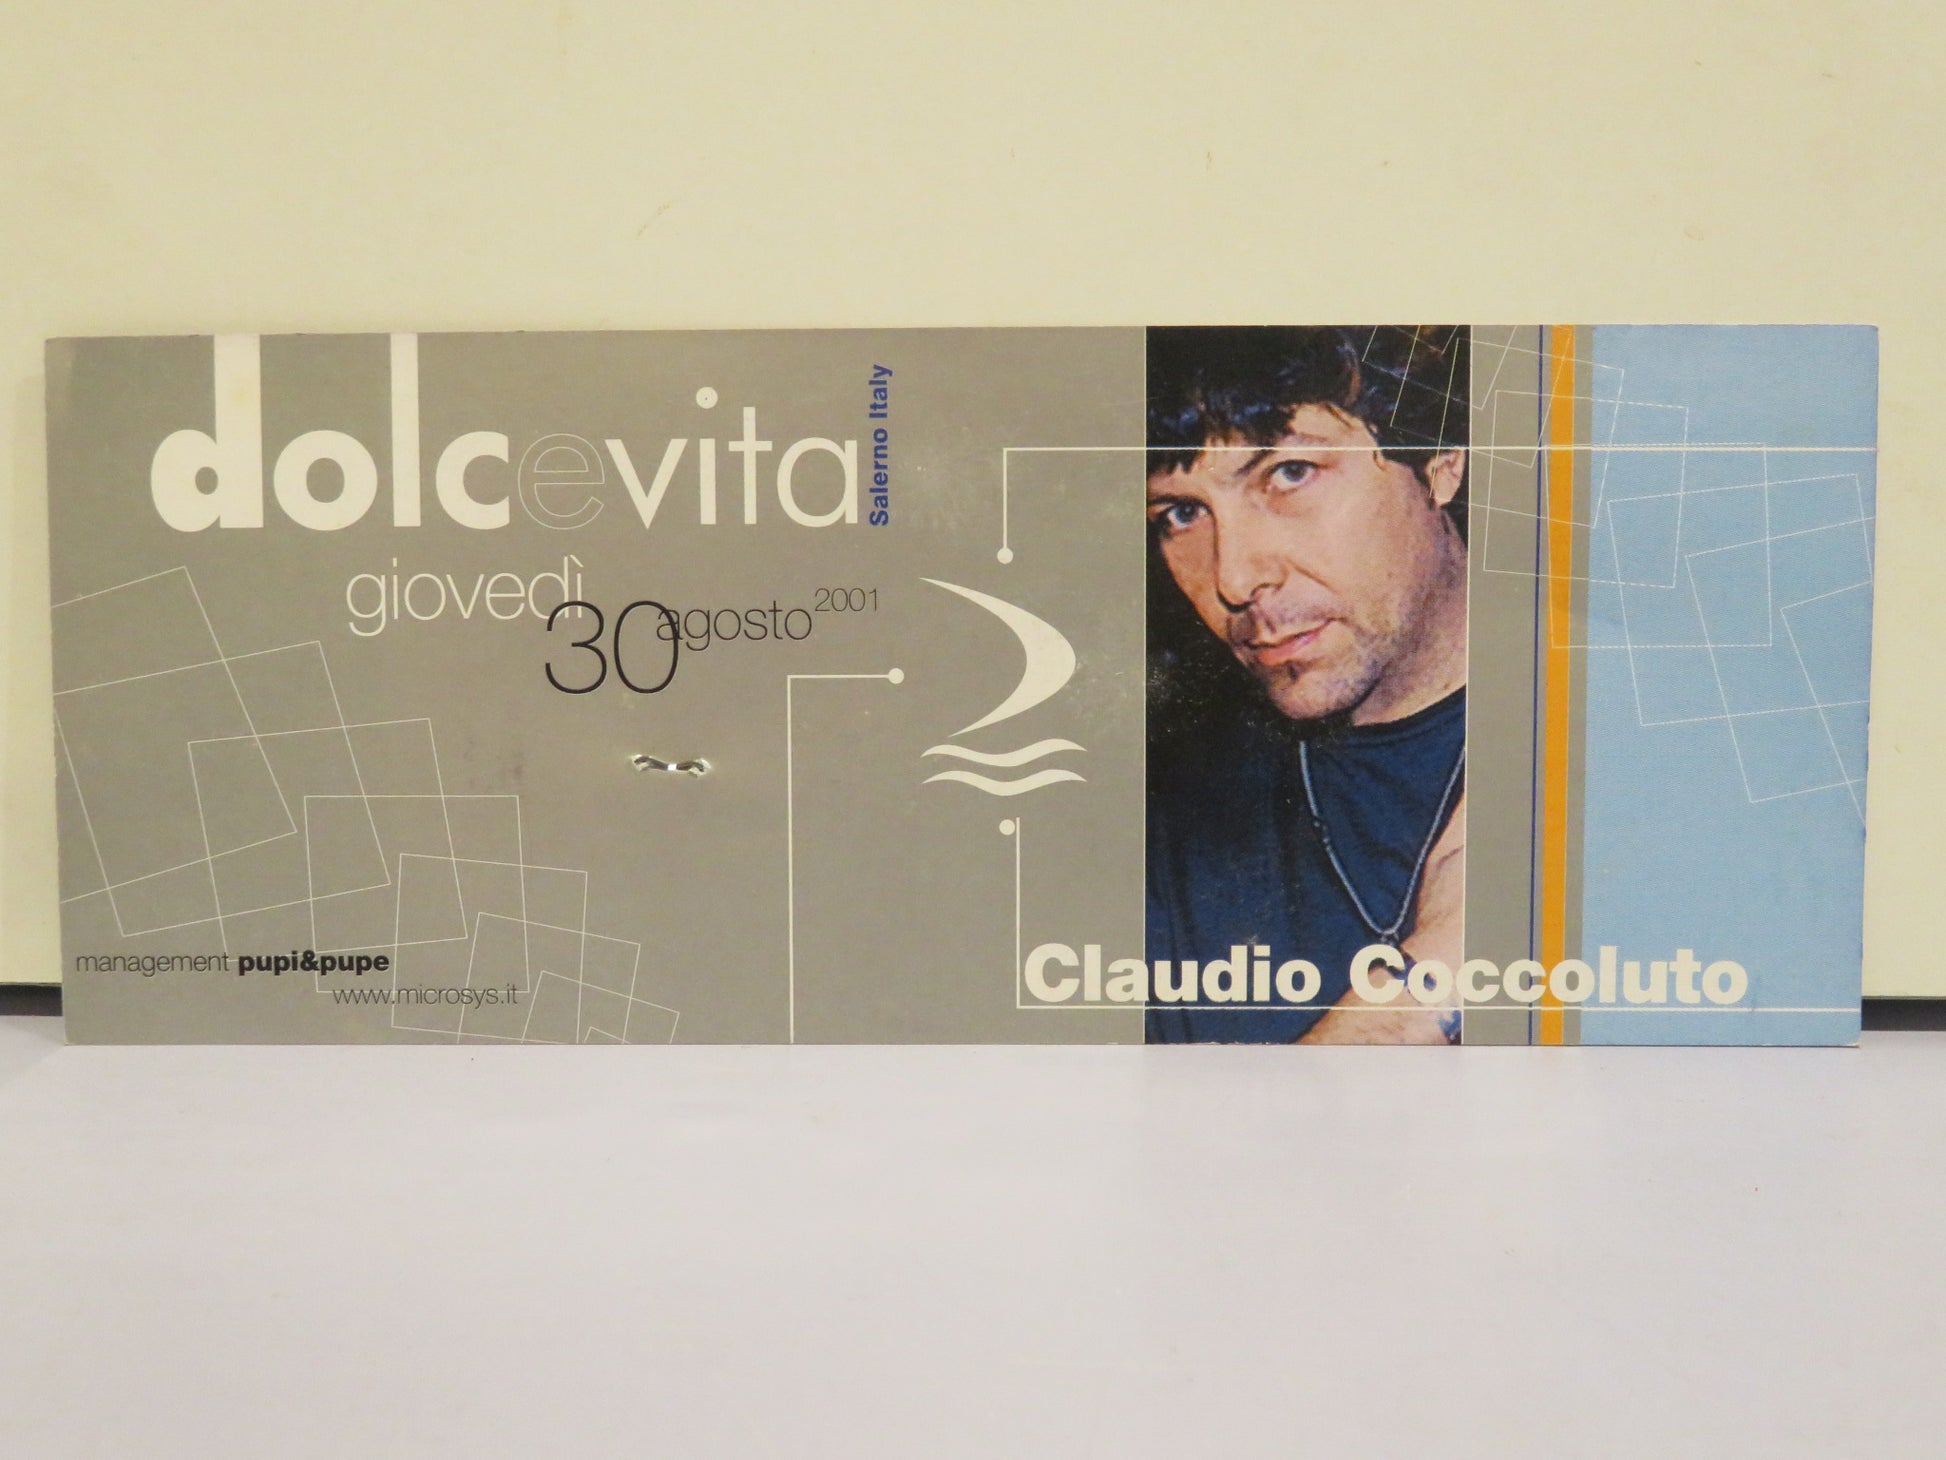 dolcevita
Salerno Italy
giovedì
30 agosto 2001
management pupi&pupe
www.microsys.it
Claudio Coccoluto